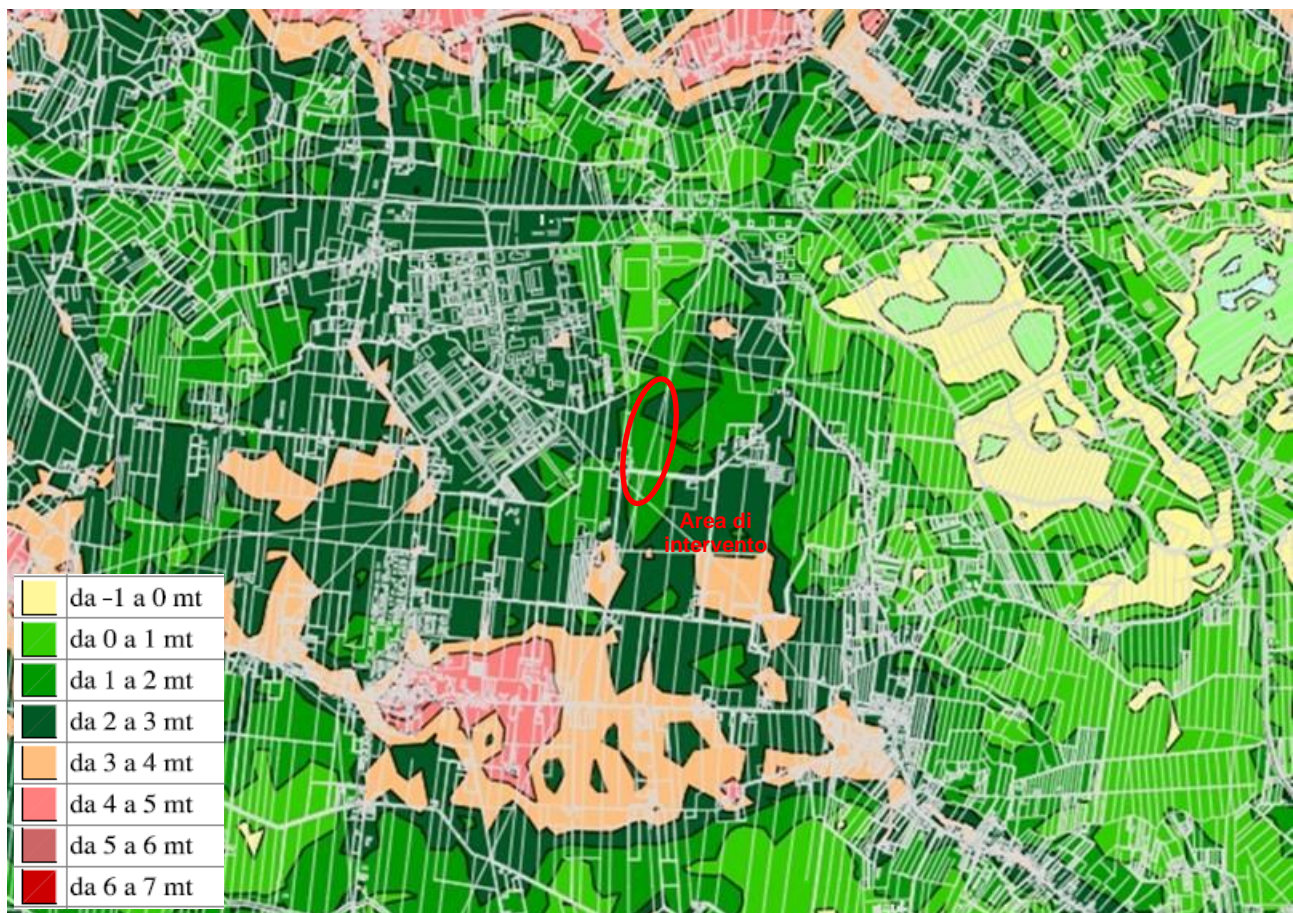 Area di
intervento
da -1 a 0 mt
da 0 a 1 mt
da 1 a 2 mt
da 2 a 3 mt
da 3 a 4 mt
da 4 a 5 mt
da 5 a 6 mt
da 6 a 7 mt